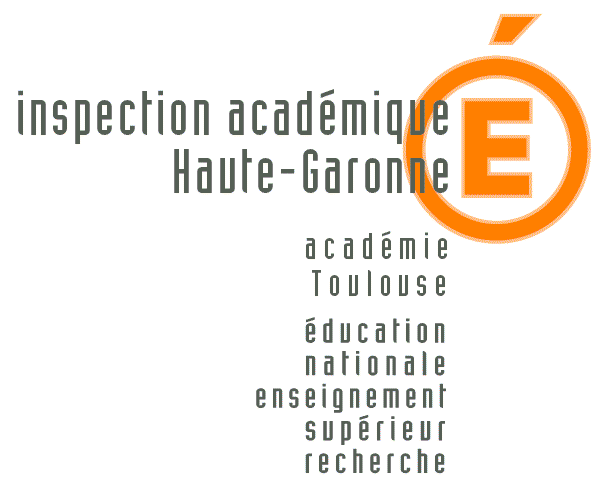 É
inspection académique
Haute-Garonne
académie
Toulouse
éducation
nationale
enseignement
supérieur
recherche